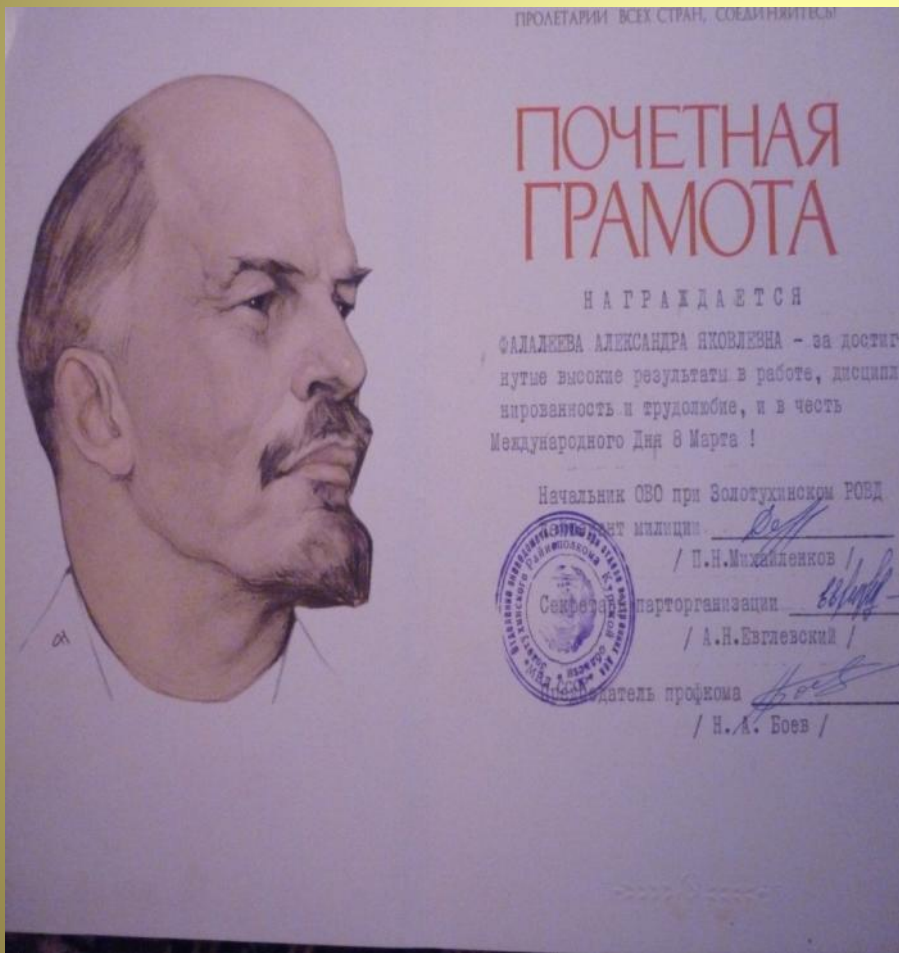 ПРОЛЕТАРИИ ВСЕХ СТРАН, СОЕДИНЯЙТЕСЬ!
ПОЧЕТНАЯ
ГРАМОТА
НАГРАЖДАЕТСЯ
ФАЛАЛЕЕВА АЛЕКСАНДРА ЯКОВЛЕВНА - за достиг
нутые высокие результаты в работе, дисципл
нированность и трудолюбие, и в честь
Международного Дня 8 Марта !
Начальник ОВО при Золотухинском РОВД
милиции
/ П.Н.Михайленков /
Секретарь парторганизации
/ А.Н.Евглевский /
Председатель профкома
/ Н.А. Боев /